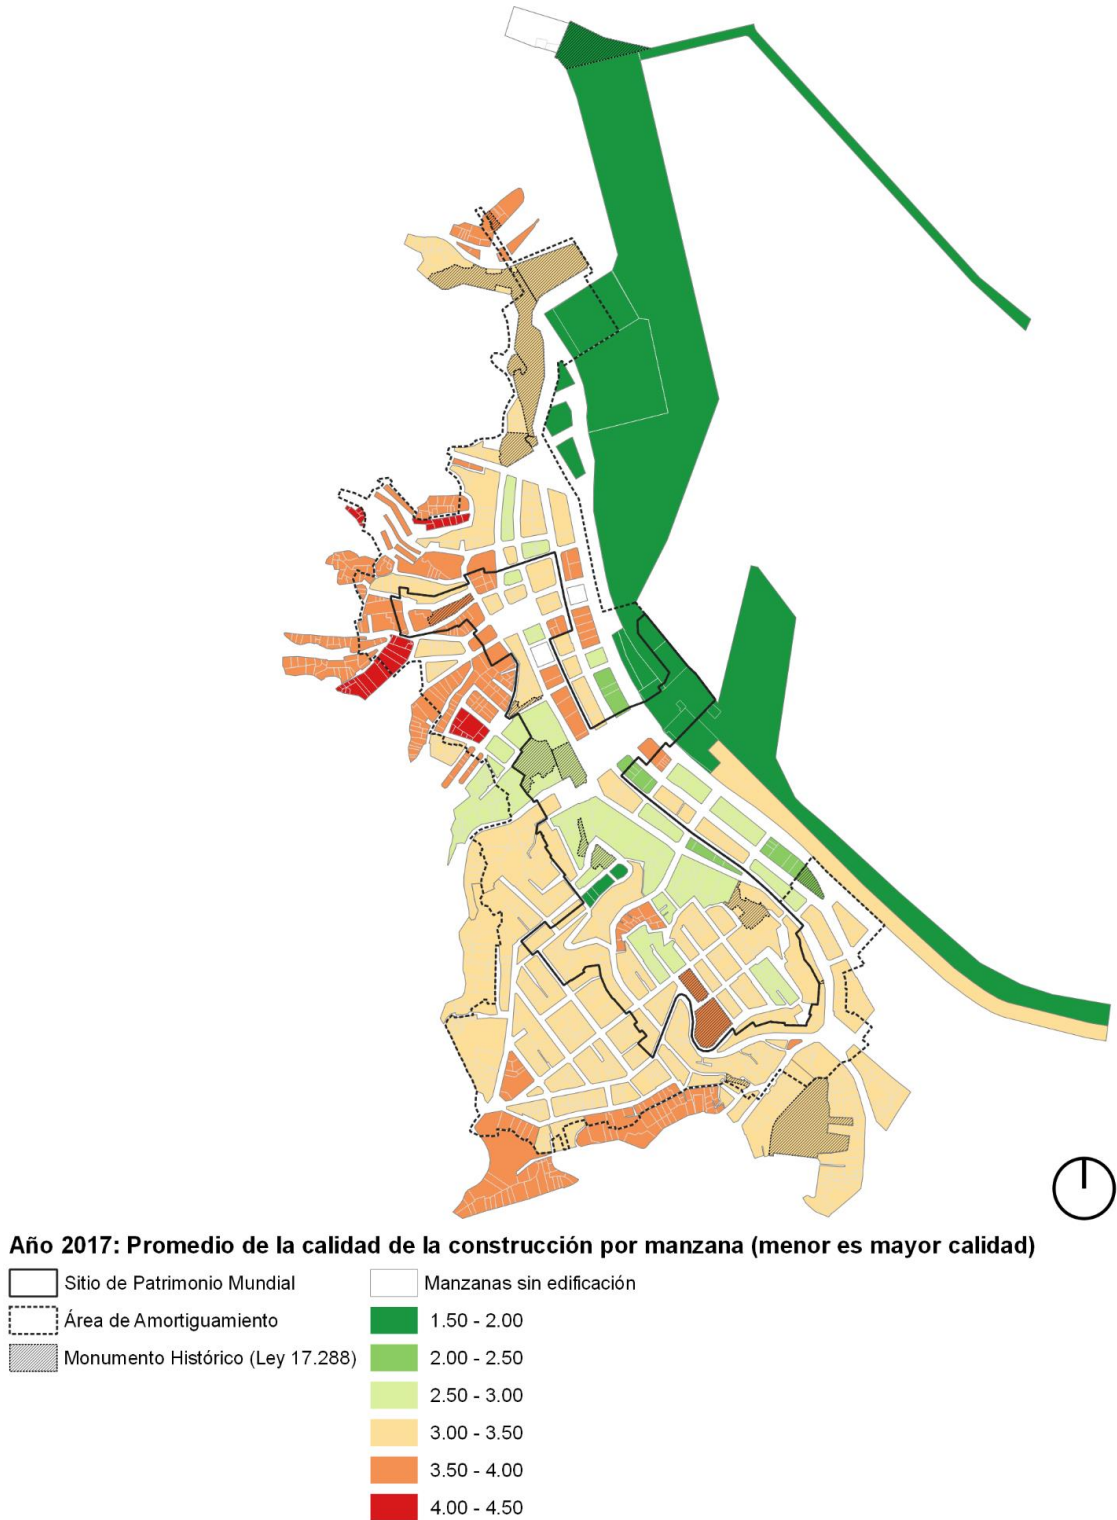 Año 2017: Promedio de la calidad de la construcción por manzana (menor es mayor calidad)
Sitio de Patrimonio Mundial
Área de Amortiguamiento
Monumento Histórico (Ley 17.288)
Manzanas sin edificación
1.50 - 2.00
2.00 - 2.50
2.50 - 3.00
3.00 - 3.50
3.50 - 4.00
4.00 - 4.50